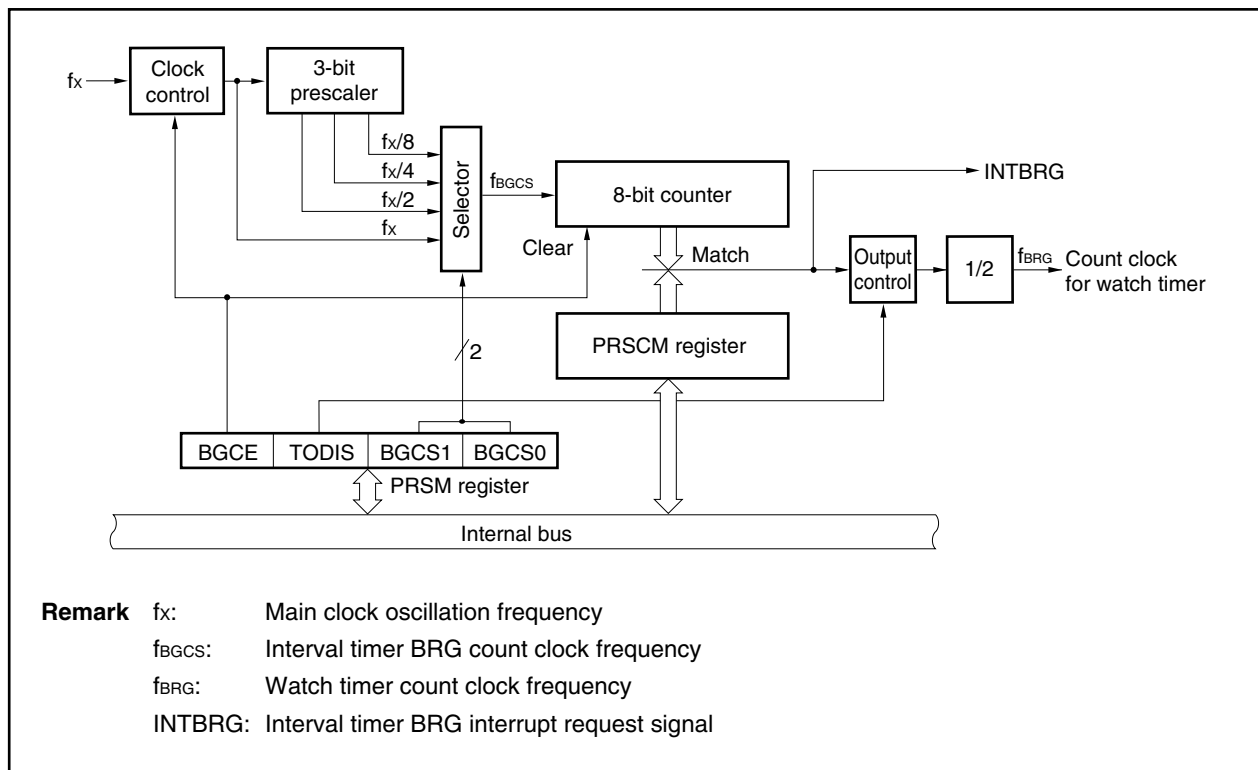 fX
Clock control
3-bit prescaler
fX/8
fX/4
fX/2
fX
Selector
fBGCS
8-bit counter
Clear
Match
INTBRG
Output control
1/2
fBRG
Count clock for watch timer
PRSCM register
2
BGCE TODIS BGCS1 BGCS0
PRSM register
Internal bus
Remark fX: Main clock oscillation frequency
fBGCS: Interval timer BRG count clock frequency
fBRG: Watch timer count clock frequency
INTBRG: Interval timer BRG interrupt request signal